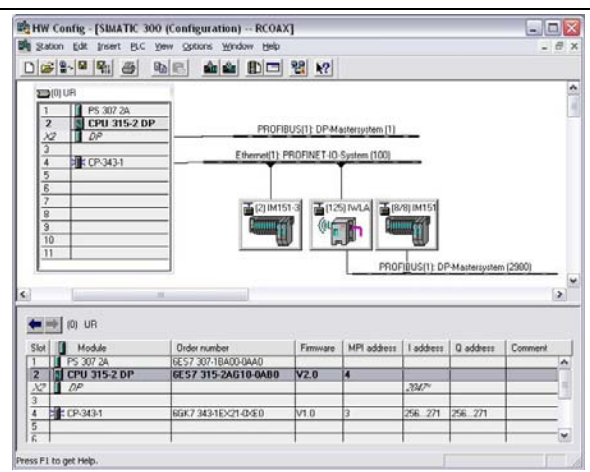 HW Config - [SIMATIC 300 (Configuration) -- RCOAX]
Station Edit Insert PLC View Options Window Help
(0) UR
1 PS 307 2A
2 CPU 315-2 DP
X2 DP
3
4 CP-343-1
5
6
7
8
9
10
11
PROFIBUS(1): DP-Mastersystem (1)
Ethernet(1): PROFINET-IO-System (100)
(2) IM151-3
(125) IWLA
(8/8) IM151
PROFIBUS(1): DP-Mastersystem (2980)
(0) UR
Slot Module Order number Firmware MPI address I address Q address Comment
1 PS 307 2A 6ES7 307-1BA00-0AA0
2 CPU 315-2 DP 6ES7 315-2AG10-0AB0 V2.0 4
X2 DP 2047*
3
4 CP-343-1 6GK7 343-1EX21-0XE0 V1.0 3 256...271 256...271
5
6
Press F1 to get Help.